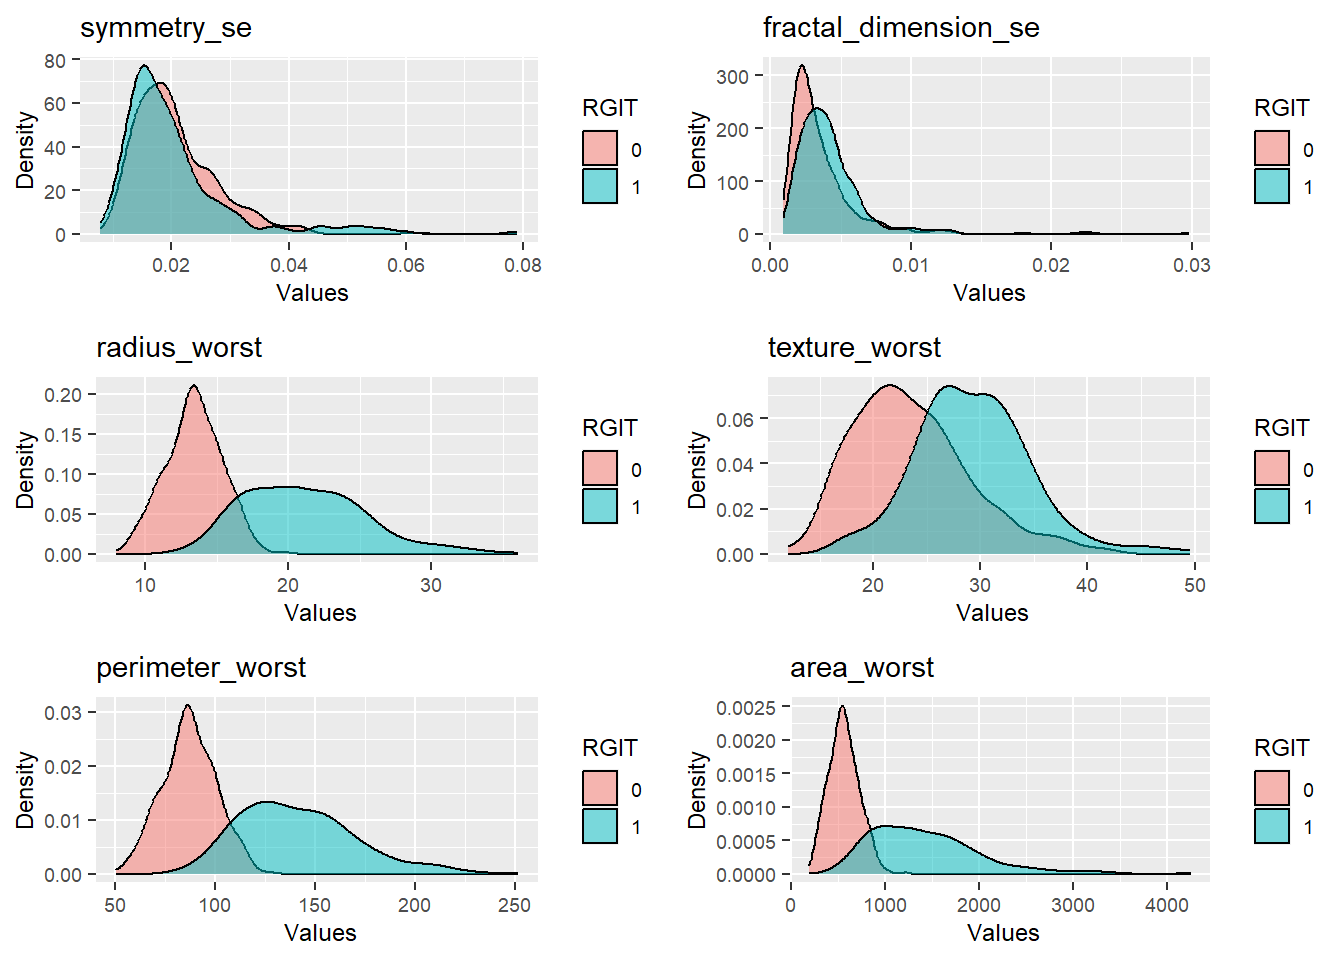 symmetry_se
80
60
40
20
0
Density
0.02 0.04 0.06 0.08
Values
RGIT
0
1
fractal_dimension_se
300
200
100
0
Density
0.00 0.01 0.02 0.03
Values
RGIT
0
1
radius_worst
0.20
0.15
0.10
0.05
0.00
Density
10 20 30
Values
RGIT
0
1
texture_worst
0.06
0.04
0.02
0.00
Density
20 30 40 50
Values
RGIT
0
1
perimeter_worst
0.03
0.02
0.01
0.00
Density
50 100 150 200 250
Values
RGIT
0
1
area_worst
0.0025
0.0020
0.0015
0.0010
0.0005
0.0000
Density
0 1000 2000 3000 4000
Values
RGIT
0
1